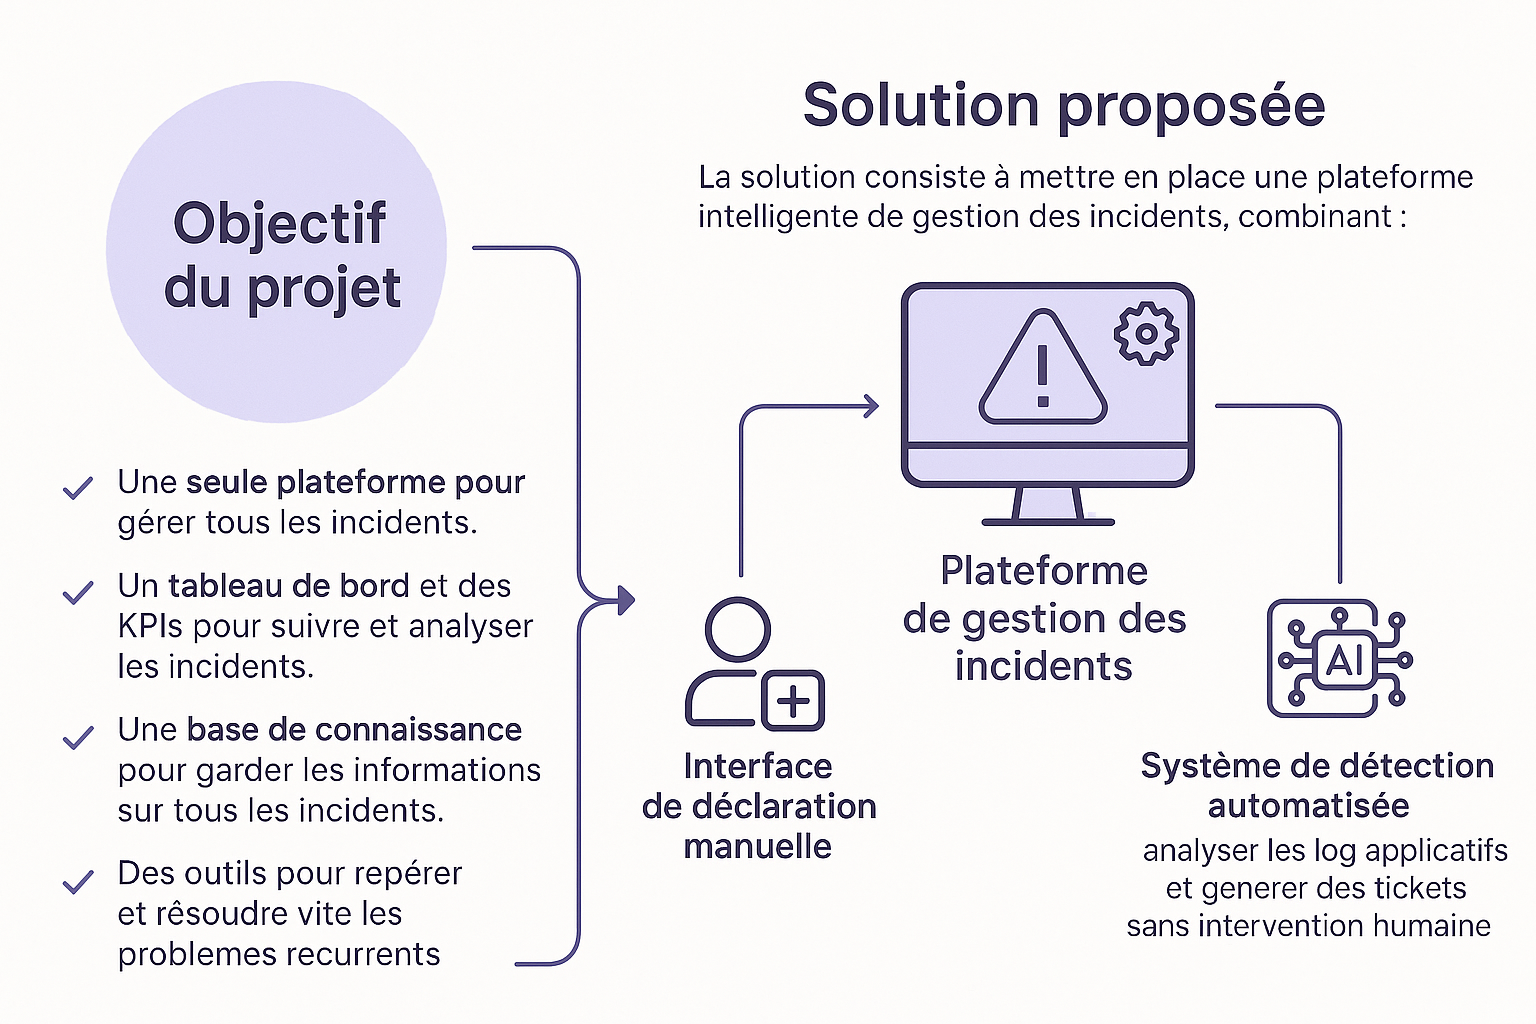 Objectif
du projet
Une seule plateforme pour
gérer tous les incidents.
Un tableau de bord et des
KPIs pour suivre et analyser
les incidents.
Une base de connaissance
pour garder les informations
sur tous les incidents.
Des outils pour repérer
et rêsoudre vite les
problemes recurrents
Solution proposée
La solution consiste à mettre en place une plateforme
intelligente de gestion des incidents, combinant :
Plateforme
de gestion des
incidents
Interface
de déclaration
manuelle
AI
Système de détection
automatisée
analyser les log applicatifs
et generer des tickets
sans intervention humaine